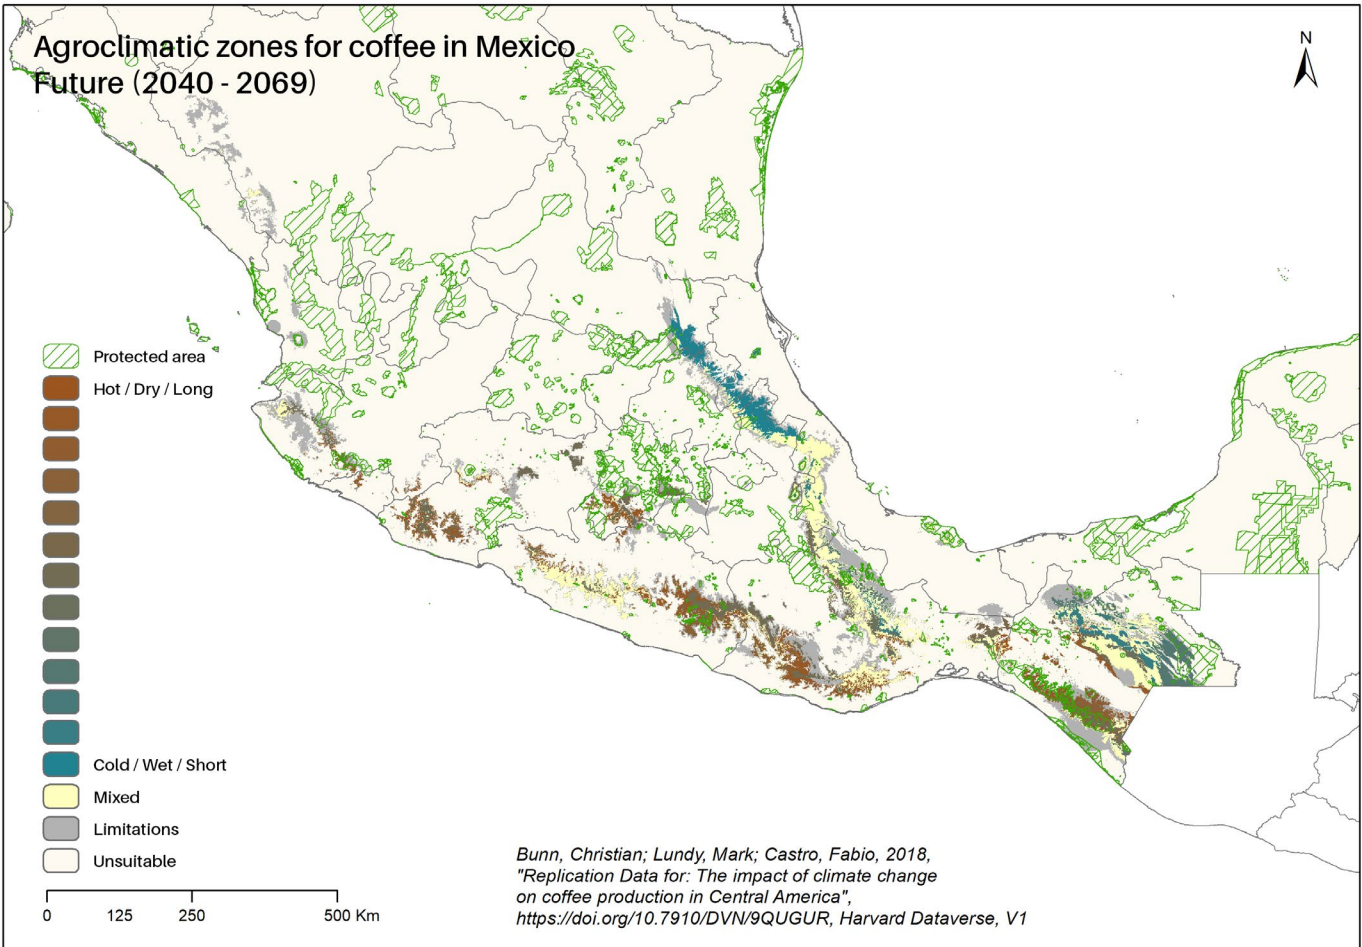 Agroclimatic zones for coffee in Mexico
Future (2040 - 2069)
N
Protected area
Hot / Dry / Long
Cold / Wet / Short
Mixed
Limitations
Unsuitable
0 125 250 500 Km
Bunn, Christian; Lundy, Mark; Castro, Fabio, 2018,
"Replication Data for: The impact of climate change
on coffee production in Central America",
https://doi.org/10.7910/DVN/9QUGUR, Harvard Dataverse, V1